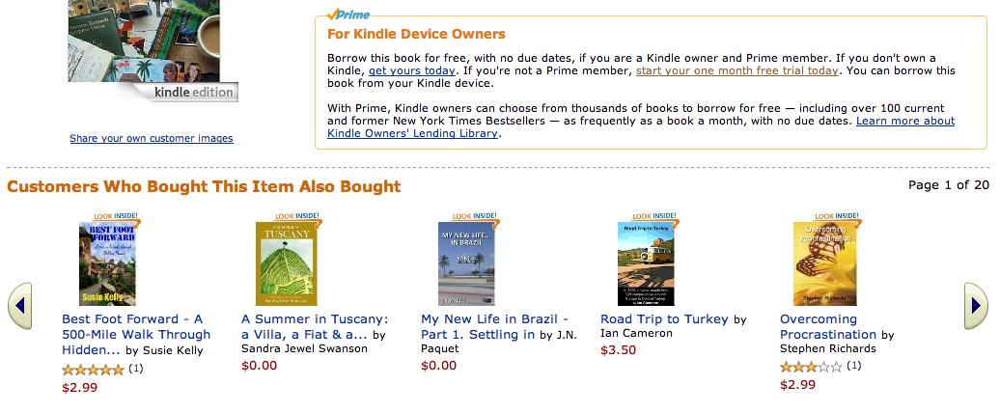 Prime
For Kindle Device Owners
Borrow this book for free, with no due dates, if you are a Kindle owner and Prime member. If you don't own a
Kindle, get yours today. If you're not a Prime member, start your one month free trial today. You can borrow this
book from your Kindle device.
With Prime, Kindle owners can choose from thousands of books to borrow for free — including over 100 current
and former New York Times Bestsellers — as frequently as a book a month, with no due dates. Learn more about
Kindle Owners' Lending Library.
kindle edition
Share your own customer images
Customers Who Bought This Item Also Bought
Page 1 of 20
LOOK INSIDE!
BEST FOOT
FORWARD
Susie Kelly
Best Foot Forward - A
500-Mile Walk Through
Hidden... by Susie Kelly
(1)
$2.99
LOOK INSIDE!
A SUMMER IN
TUSCANY
A Summer in Tuscany:
a Villa, a Fiat & a... by
Sandra Jewel Swanson
$0.00
LOOK INSIDE!
MY NEW LIFE...
IN BRAZIL
My New Life in Brazil -
Part 1. Settling in by J.N.
Paquet
$0.00
LOOK INSIDE!
Road Trip to Turkey
Ian Cameron
Road Trip to Turkey by
Ian Cameron
$3.50
LOOK INSIDE!
Overcoming
Procrastination
Stephen Richards
Overcoming
Procrastination by
Stephen Richards
(1)
$2.99